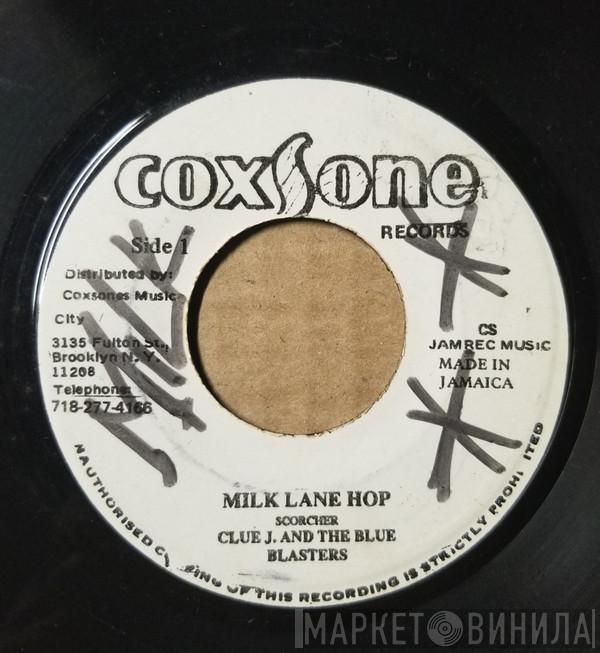 coxsone
RECORDS
Side 1
Distributed by:
Coxsones Music
City
3135 Fulton St.,
Brooklyn N. Y.
11208
Telephone:
718-277-4166
CS
JAMREC MUSIC
MADE IN
JAMAICA
MILK
MILK LANE HOP
SCORCHER
CLUE J. AND THE BLUE
BLASTERS
NAUTHORISED OF THIS RECORDING IS STRICTLY PROHIBITED
МАРКЕТ ВИНИЛА